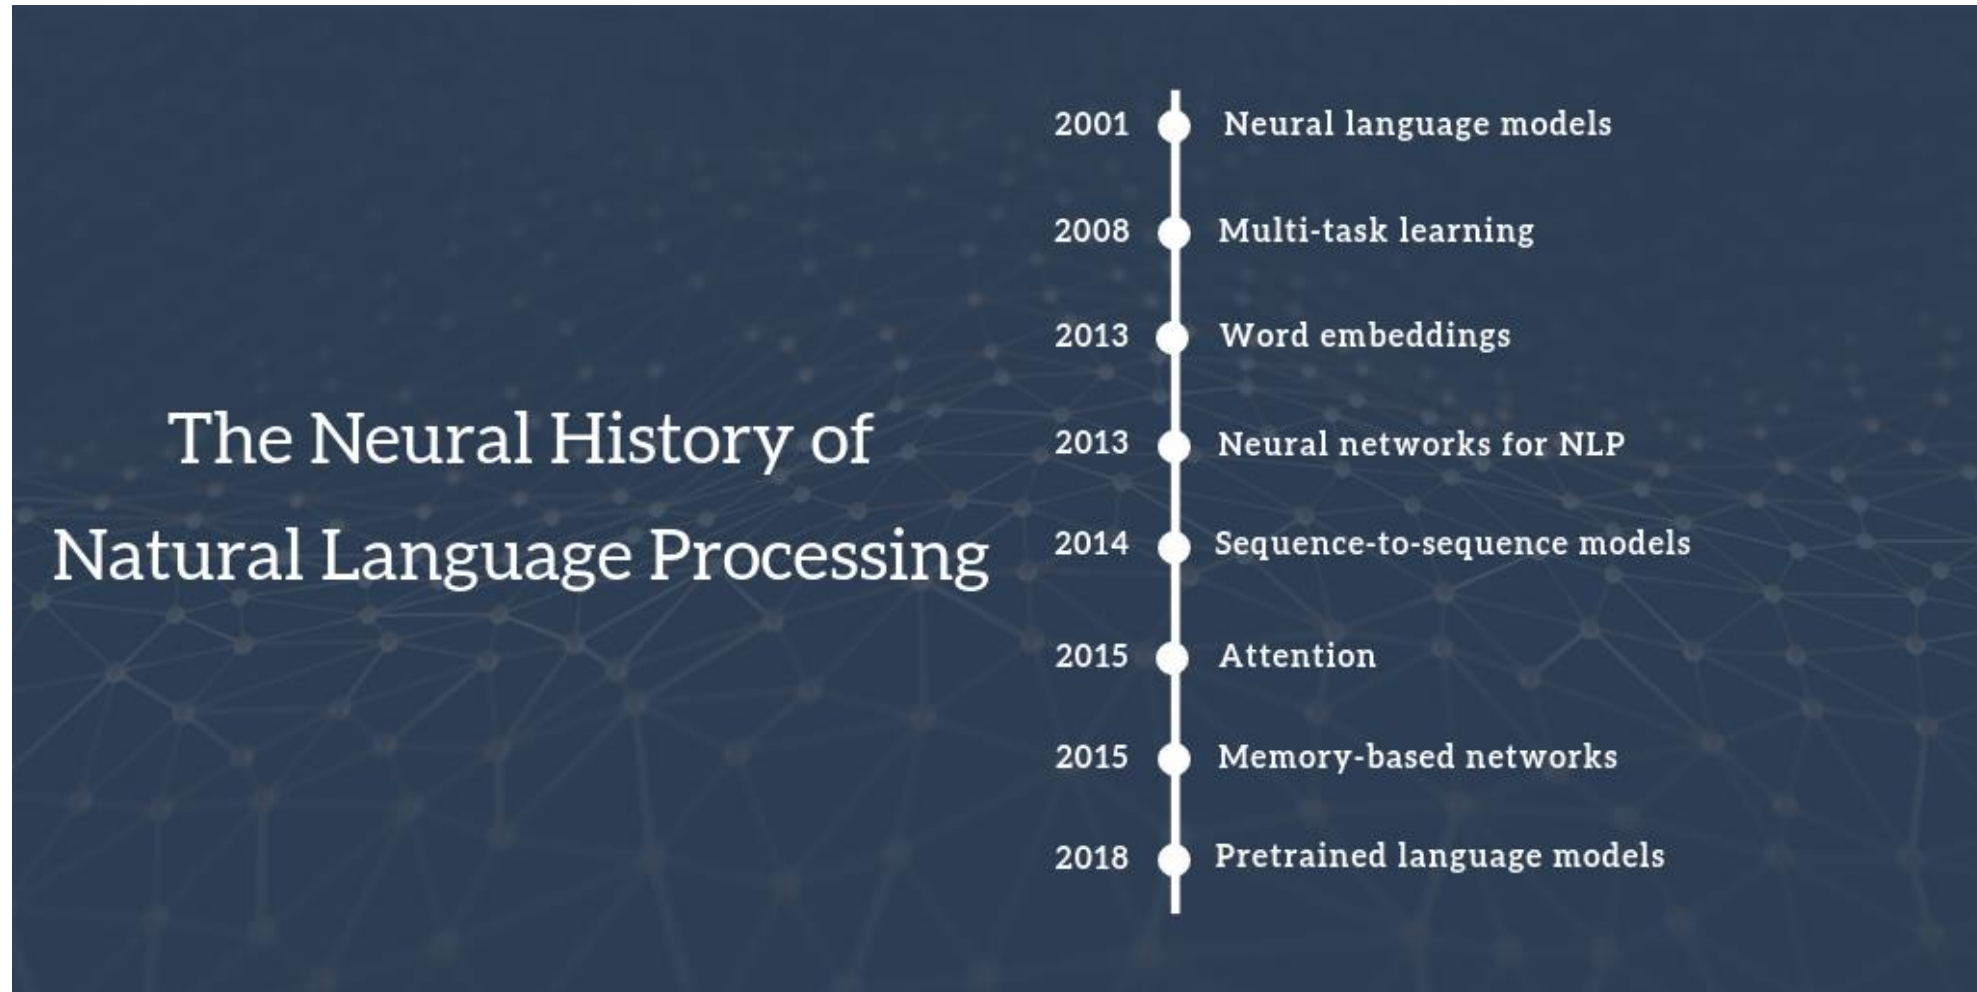 The Neural History of
Natural Language Processing
2001 Neural language models
2008 Multi-task learning
2013 Word embeddings
2013 Neural networks for NLP
2014 Sequence-to-sequence models
2015 Attention
2015 Memory-based networks
2018 Pretrained language models